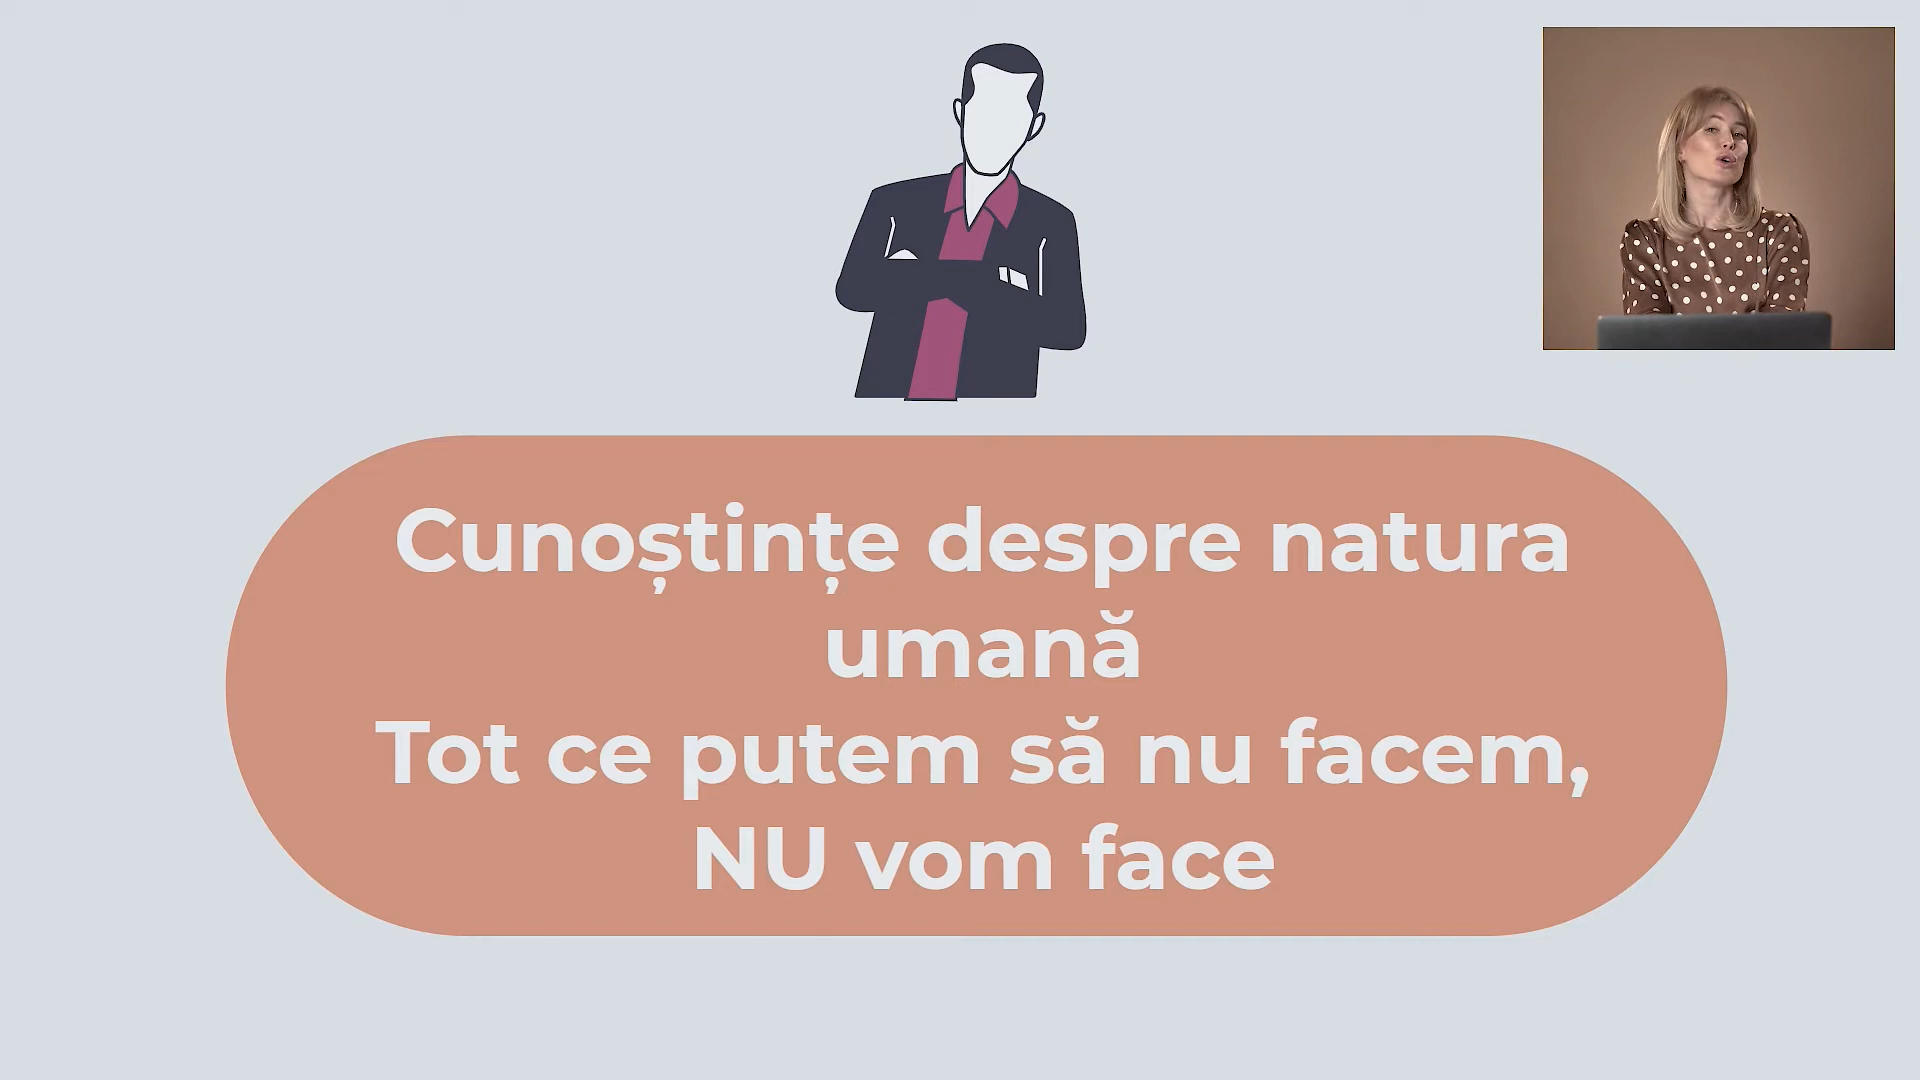 Cunoștințe despre natura
umană
Tot ce putem să nu facem,
NU vom face